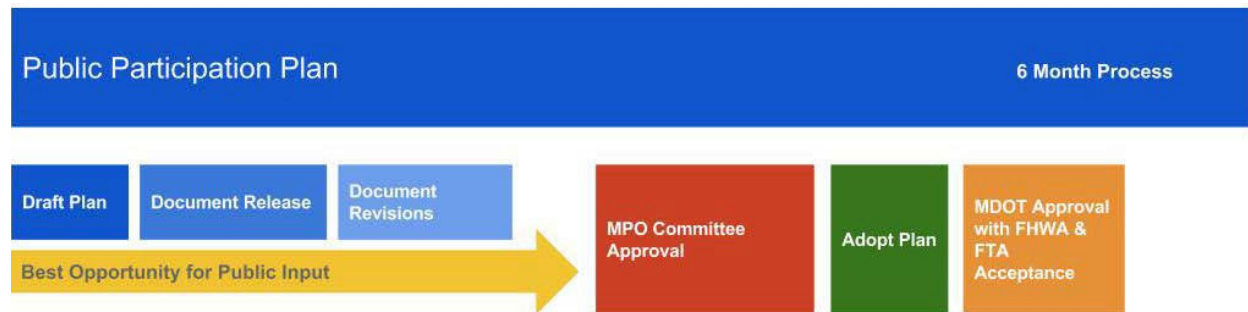 Public Participation Plan
6 Month Process
Draft Plan
Document Release
Document
Revisions
Best Opportunity for Public Input
MPO Committee
Approval
Adopt Plan
MDOT Approval
with FHWA &
FTA
Acceptance